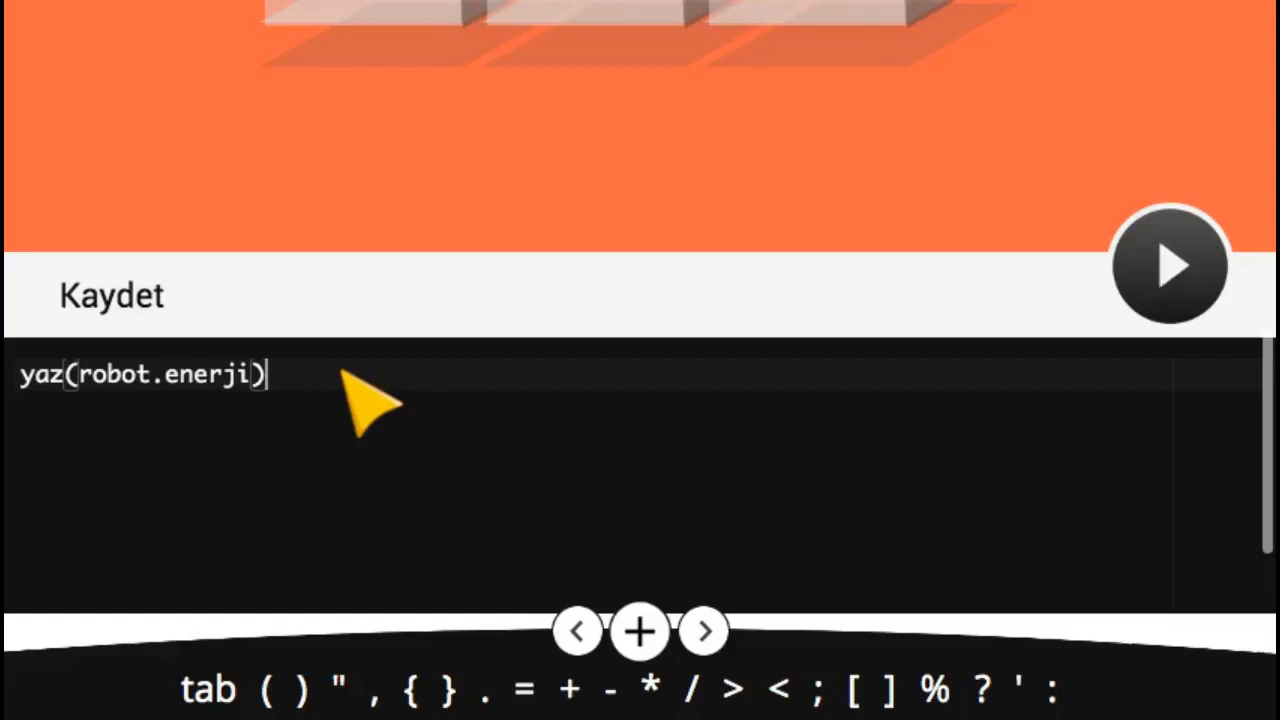 Kaydet
yaz(robot.enerji)
tab ( ) " , { } . = + - * / > < ; [ ] % ? ' :